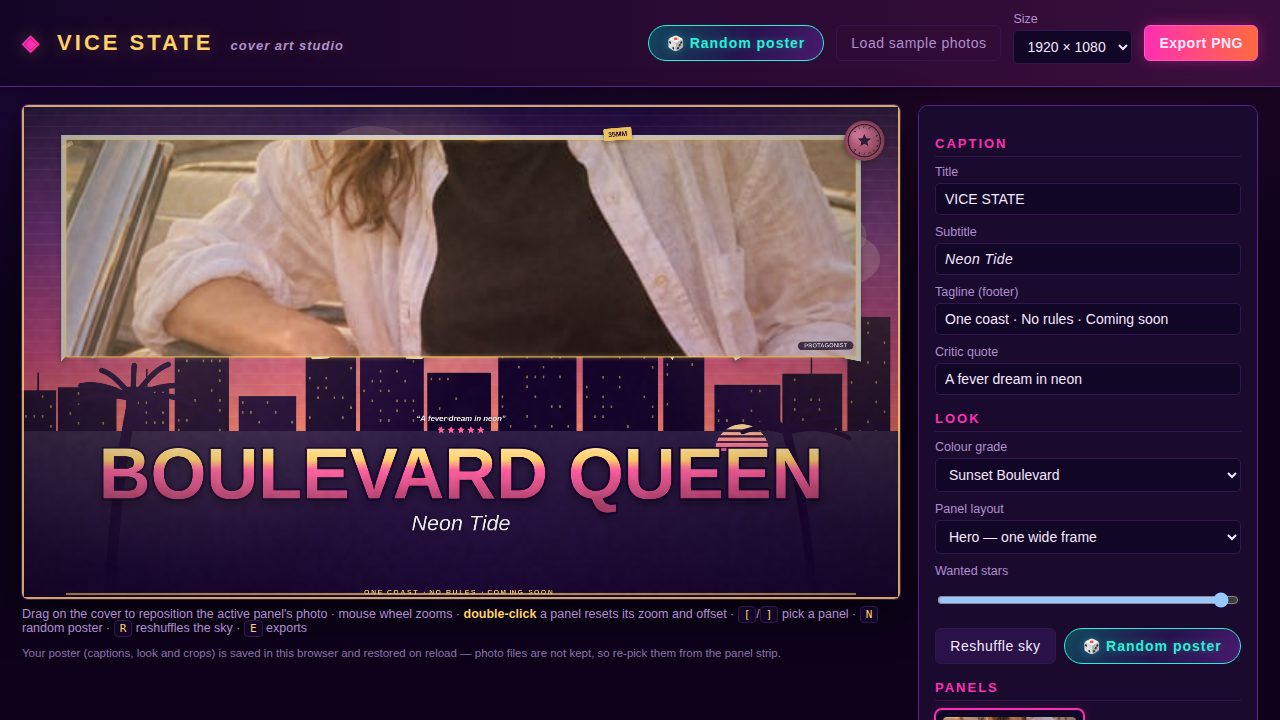 ◆ VICE STATE cover art studio
🎲 Random poster
Load sample photos
Size
1920 × 1080
Export PNG
35MM
PROTAGONIST
“A fever dream in neon”
★★★★★
BOULEVARD QUEEN
Neon Tide
ONE COAST · NO RULES · COMING SOON
Drag on the cover to reposition the active panel's photo · mouse wheel zooms · double-click a panel resets its zoom and offset · [ / ] pick a panel · N
random poster · R reshuffles the sky · E exports
Your poster (captions, look and crops) is saved in this browser and restored on reload — photo files are not kept, so re-pick them from the panel strip.
CAPTION
Title
VICE STATE
Subtitle
Neon Tide
Tagline (footer)
One coast · No rules · Coming soon
Critic quote
A fever dream in neon
LOOK
Colour grade
Sunset Boulevard
Panel layout
Hero — one wide frame
Wanted stars
Reshuffle sky
🎲 Random poster
PANELS